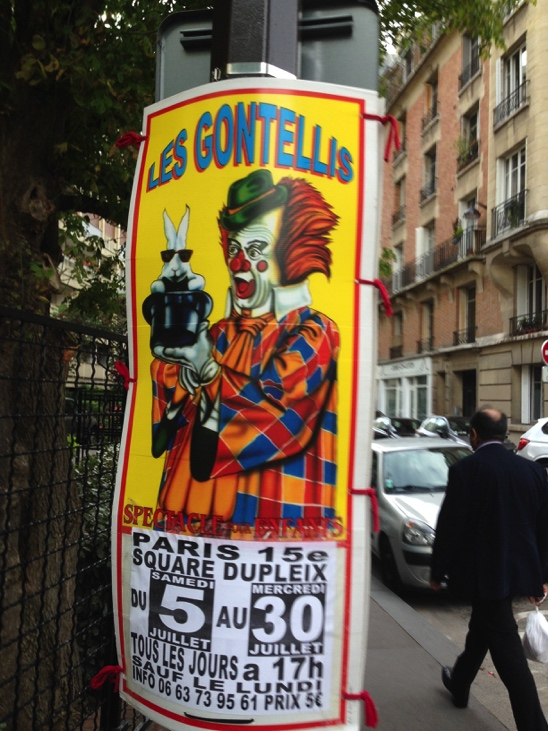 LES GONTELLIS
SPECTACLE POUR ENFANTS
PARIS 15e
SQUARE DUPLEIX
DU SAMEDI 5 JUILLET AU MERCREDI 30 JUILLET
TOUS LES JOURS a 17h
SAUF LE LUNDI
INFO 06 63 73 95 61 PRIX 5€